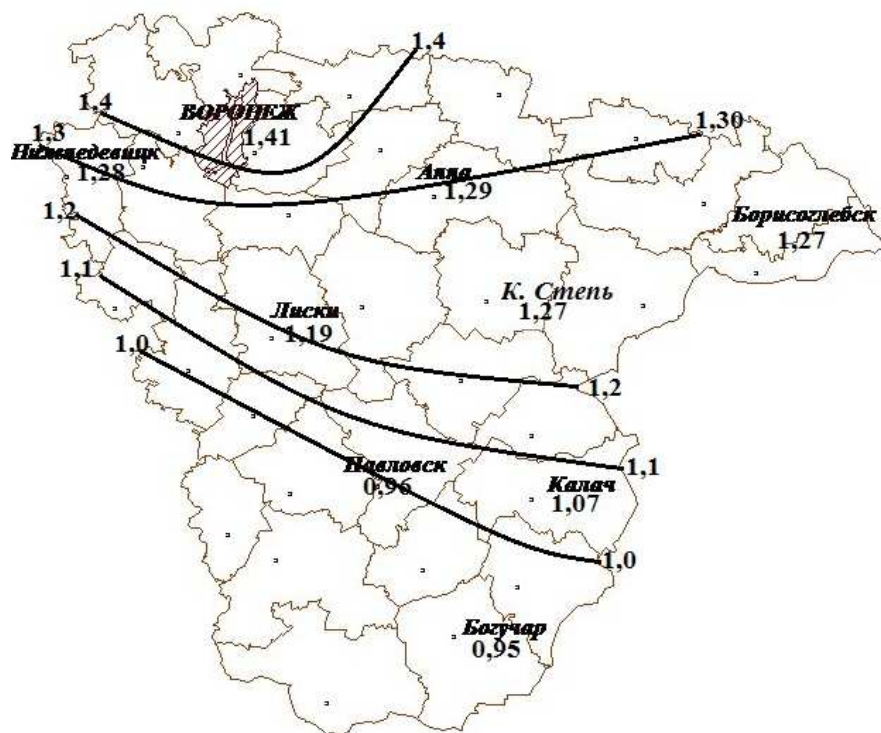 1,4
1,4
ВОРОНЕЖ
1,41
1,3
1,30
Нижнедевицк
1,28
Анна
1,29
1,2
Борисоглебск
1,27
1,1
К. Степь
1,27
Лиски
1,19
1,0
1,2
Павловск
0,96
1,1
Калач
1,07
1,0
Богучар
0,95